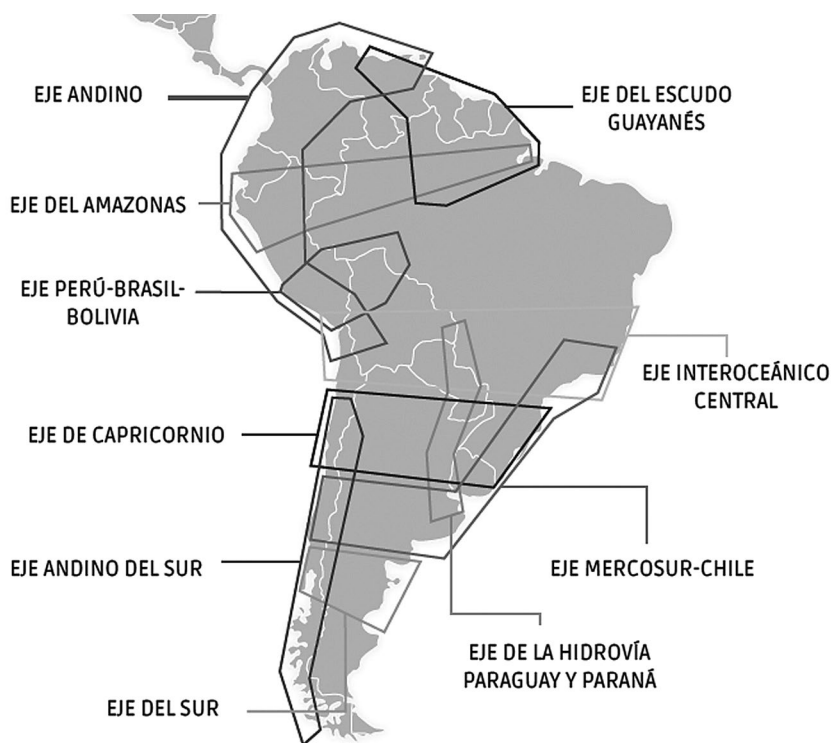 EJE ANDINO
EJE DEL ESCUDO
GUAYANÉS
EJE DEL AMAZONAS
EJE PERÚ-BRASIL-
BOLIVIA
EJE INTEROCEÁNICO
CENTRAL
EJE DE CAPRICORNIO
EJE ANDINO DEL SUR
EJE MERCOSUR-CHILE
EJE DE LA HIDROVÍA
PARAGUAY Y PARANÁ
EJE DEL SUR